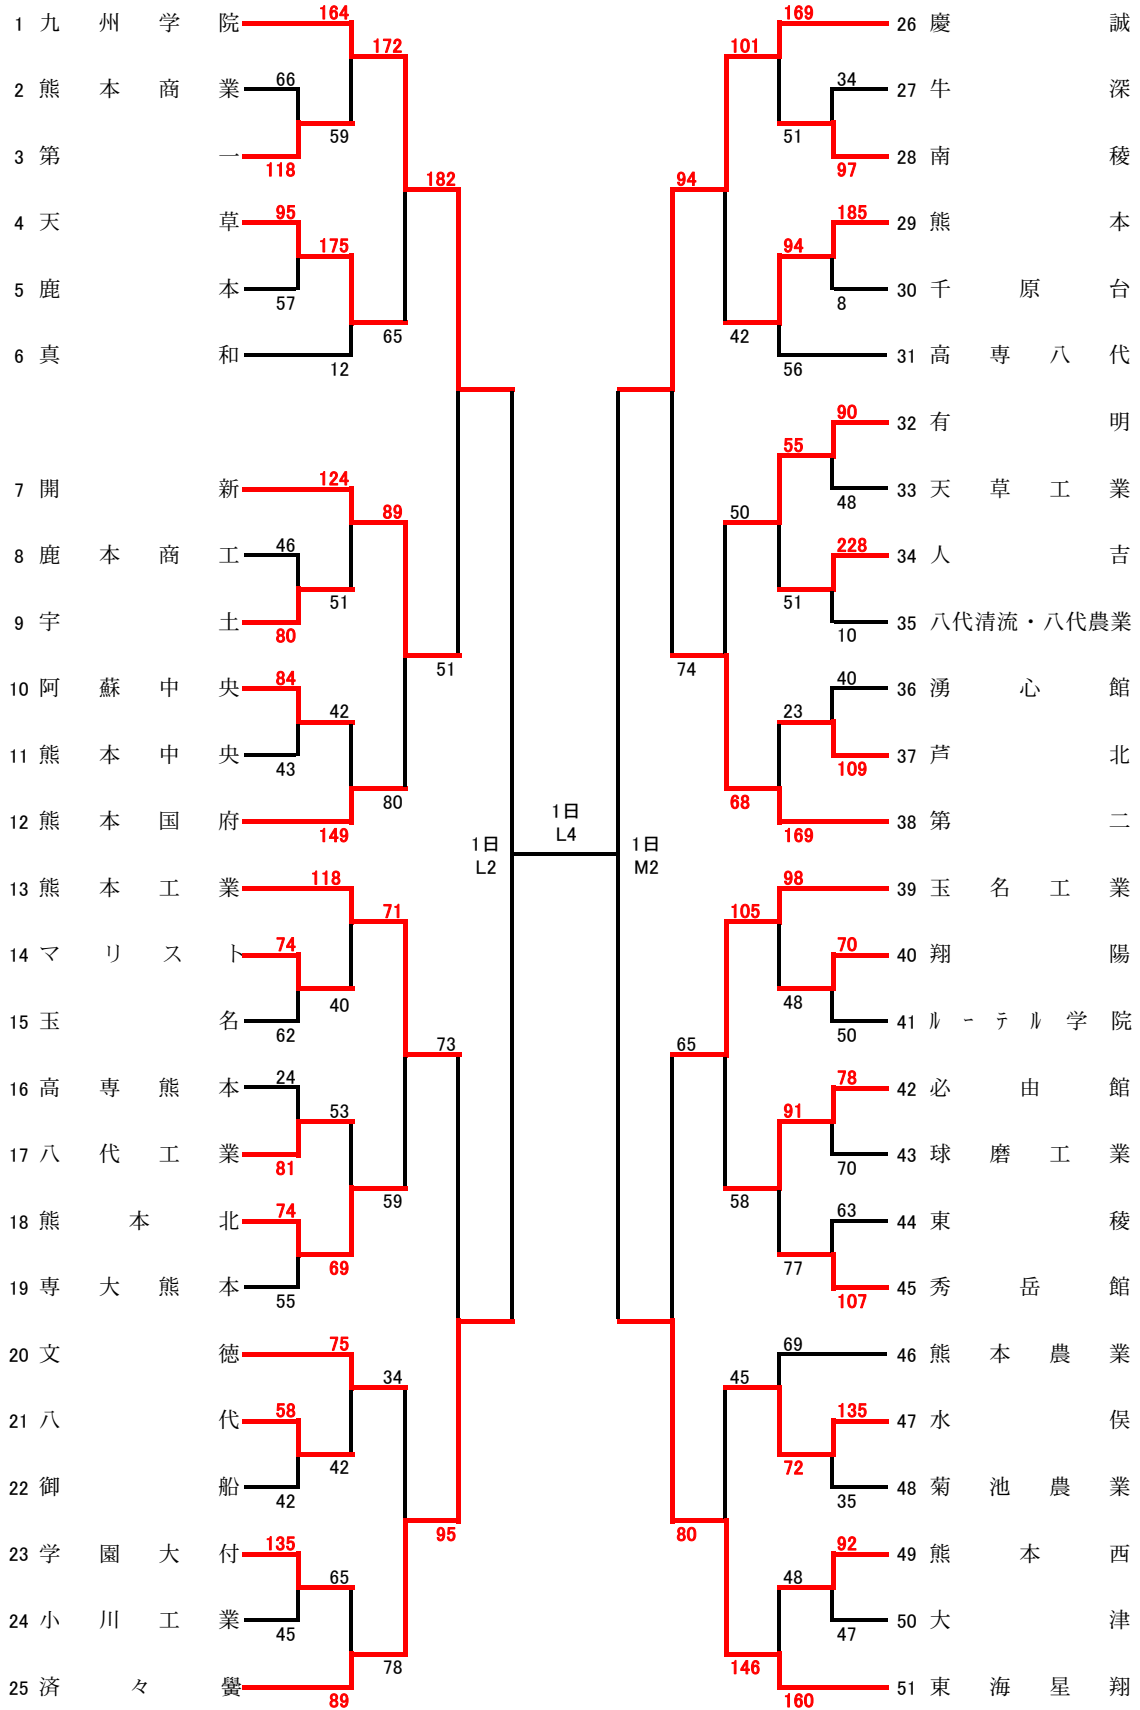 164
1 九州学院
172
2 熊本商業 66
59
3 第一 118
182
4 天草 95
175
5 鹿本 57
65
6 真和 12
7 開新 124
89
8 鹿本商工 46
51
9 宇土 80
51
10 阿蘇中央 84
42
11 熊本中央 43
80
12 熊本国府 149
13 熊本工業 118
71
14 マリスト 74
40
15 玉名 62
73
16 高専熊本 24
53
17 八代工業 81
59
18 熊本北 74
69
19 専大熊本 55
20 文徳 75
34
21 八代 58
42
22 御船 42
95
23 学園大付 135
65
24 小川工業 45
78
25 済々黌 89
1日
L2
1日
L4
1日
M2
169
26 慶誠
101
34 27 牛深
51
97 28 南稜
94
185 29 熊本
94
8 30 千原台
42
56 31 高専八代
90 32 有明
55
48 33 天草工業
50
228 34 人吉
51
10 35 八代清流・八代農業
74
40 36 湧心館
23
109 37 芦北
68
169 38 第二
98 39 玉名工業
105
70 40 翔陽
48
50 41 ルーテル学院
65
78 42 必由館
91
70 43 球磨工業
58
63 44 東稜
77
107 45 秀岳館
69 46 熊本農業
45
135 47 水俣
72
35 48 菊池農業
80
92 49 熊本西
48
47 50 大津
146
160 51 東海星翔